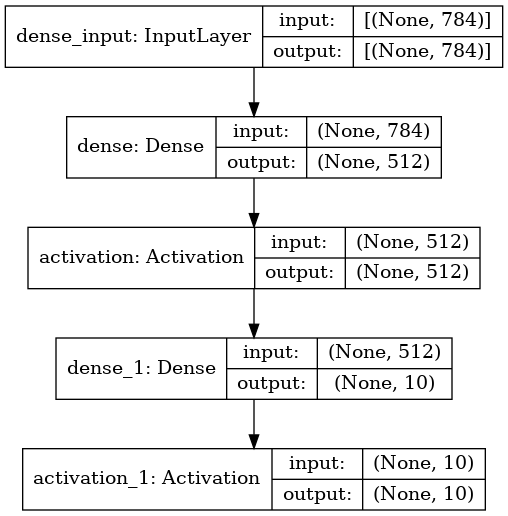 dense_input: InputLayer
input: [(None, 784)]
output: [(None, 784)]
dense: Dense
input: (None, 784)
output: (None, 512)
activation: Activation
input: (None, 512)
output: (None, 512)
dense_1: Dense
input: (None, 512)
output: (None, 10)
activation_1: Activation
input: (None, 10)
output: (None, 10)